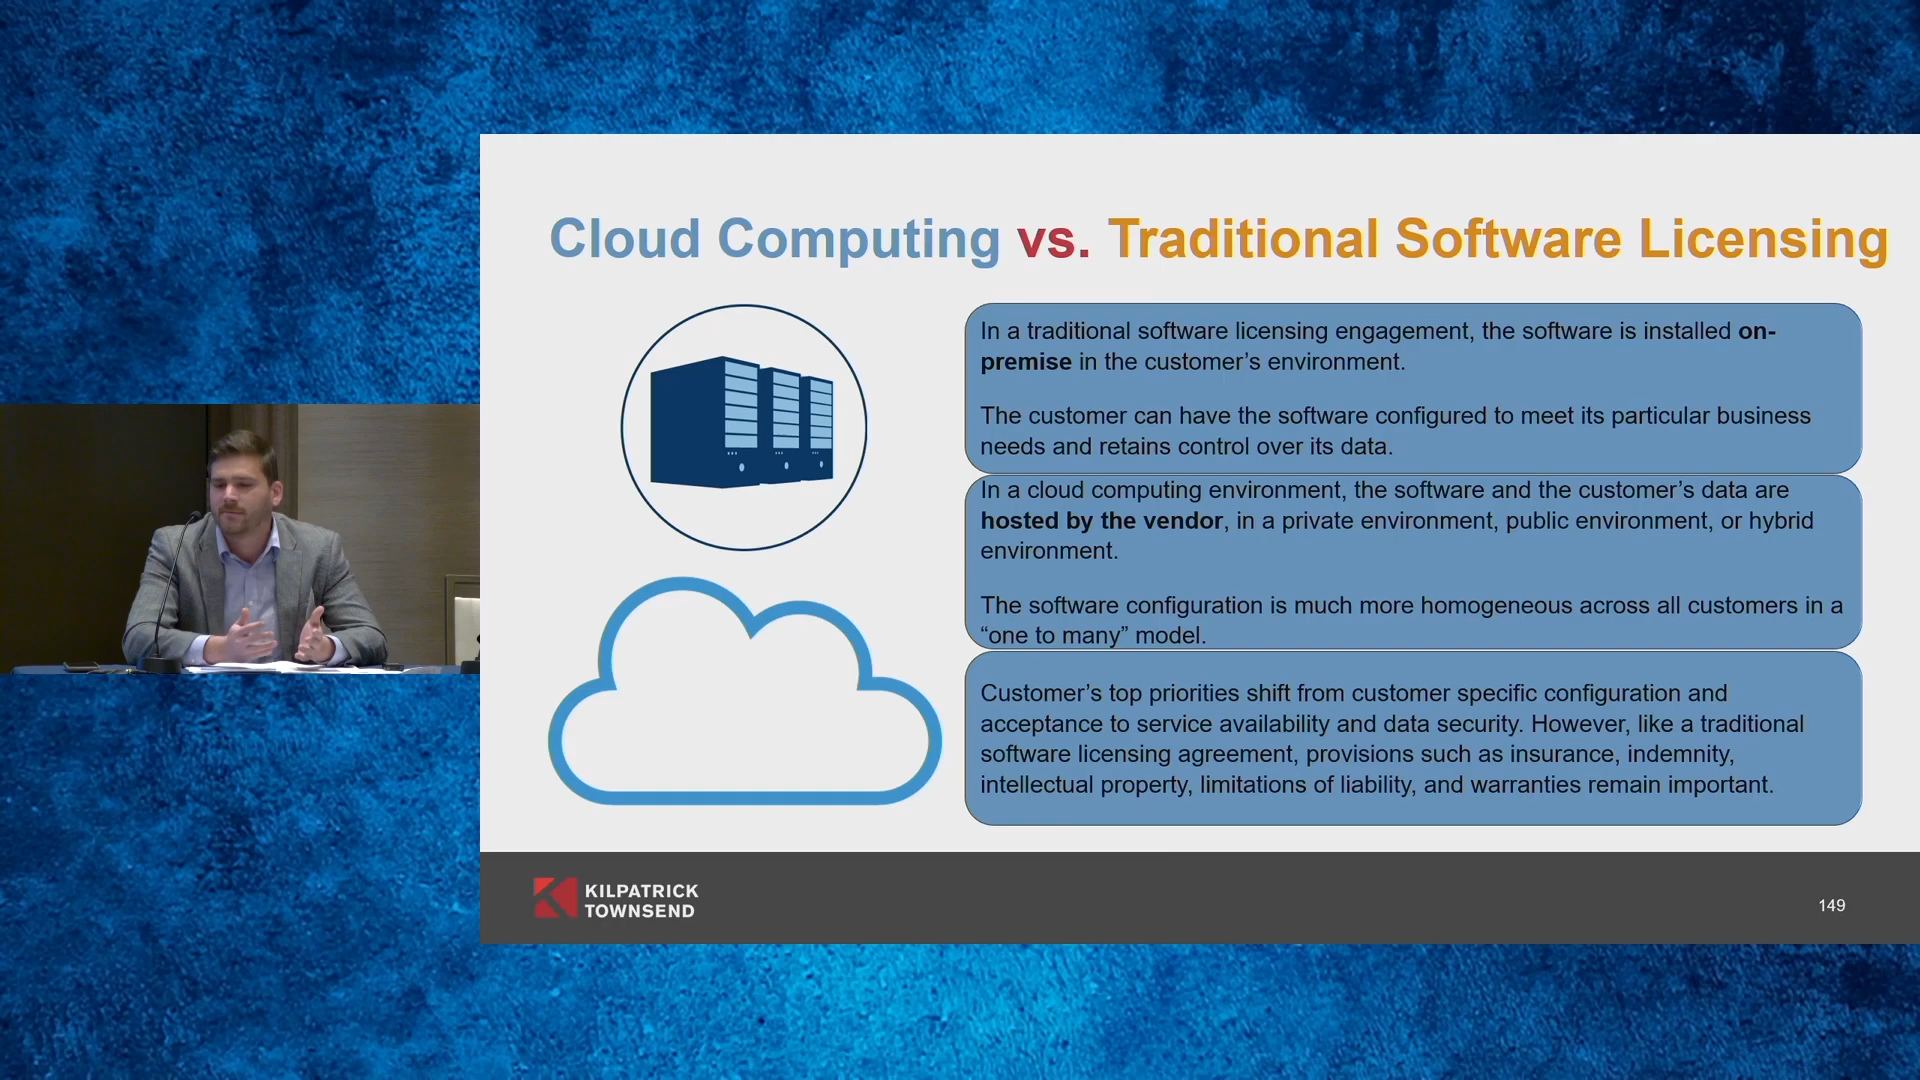 Cloud Computing vs. Traditional Software Licensing
In a traditional software licensing engagement, the software is installed on-
premise in the customer’s environment.
The customer can have the software configured to meet its particular business
needs and retains control over its data.
In a cloud computing environment, the software and the customer’s data are
hosted by the vendor, in a private environment, public environment, or hybrid
environment.
The software configuration is much more homogeneous across all customers in a
“one to many” model.
Customer’s top priorities shift from customer specific configuration and
acceptance to service availability and data security. However, like a traditional
software licensing agreement, provisions such as insurance, indemnity,
intellectual property, limitations of liability, and warranties remain important.
KILPATRICK
TOWNSEND
149